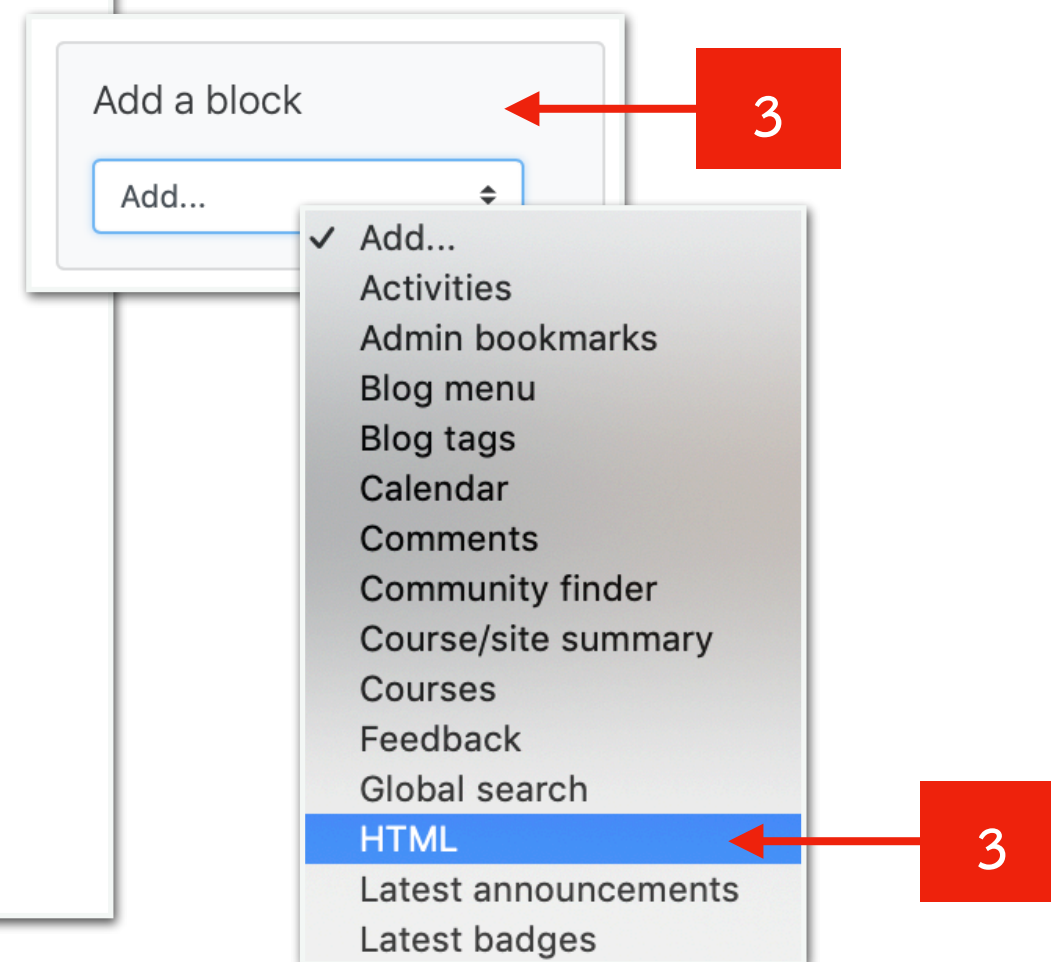 Add a block
3
Add...
Add...
Activities
Admin bookmarks
Blog menu
Blog tags
Calendar
Comments
Community finder
Course/site summary
Courses
Feedback
Global search
HTML
3
Latest announcements
Latest badges